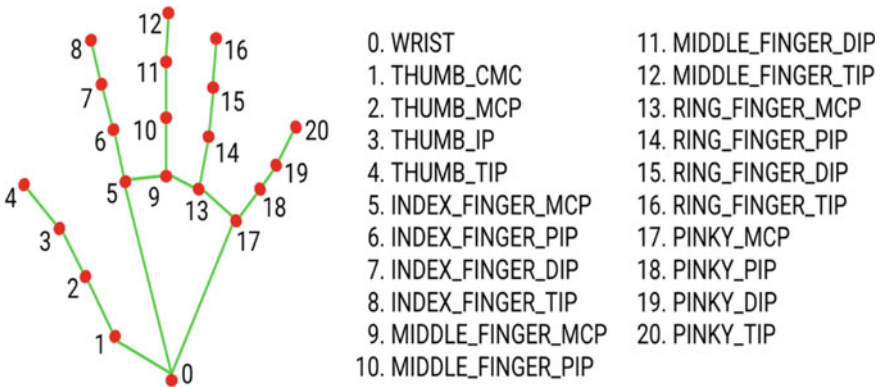 12
8
16
11
7
15
20
6
10
14
19
4
5
9
13
18
3
17
2
1
0
0. WRIST
1. THUMB_CMC
2. THUMB_MCP
3. THUMB_IP
4. THUMB_TIP
5. INDEX_FINGER_MCP
6. INDEX_FINGER_PIP
7. INDEX_FINGER_DIP
8. INDEX_FINGER_TIP
9. MIDDLE_FINGER_MCP
10. MIDDLE_FINGER_PIP
11. MIDDLE_FINGER_DIP
12. MIDDLE_FINGER_TIP
13. RING_FINGER_MCP
14. RING_FINGER_PIP
15. RING_FINGER_DIP
16. RING_FINGER_TIP
17. PINKY_MCP
18. PINKY_PIP
19. PINKY_DIP
20. PINKY_TIP